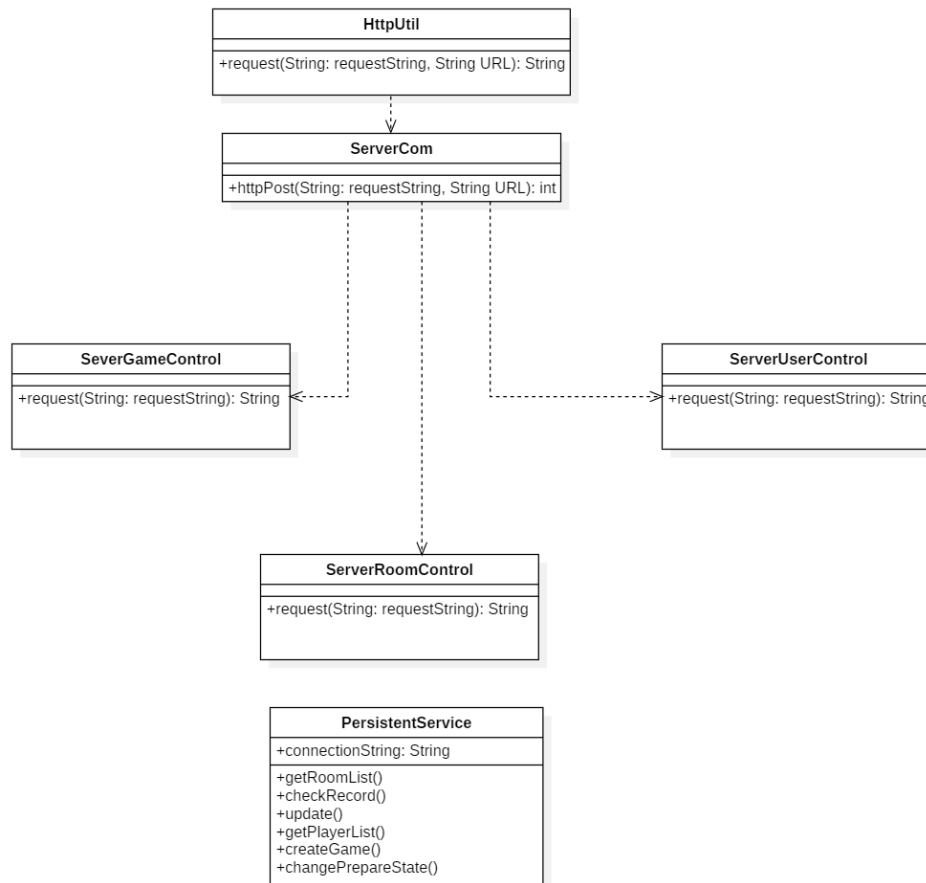 HttpUtil
+request(String: requestString, String URL): String
ServerCom
+httpPost(String: requestString, String URL): int
SeverGameControl
+request(String: requestString): String
ServerUserControl
+request(String: requestString): String
ServerRoomControl
+request(String: requestString): String
PersistentService
+connectionString: String
+getRoomList()
+checkRecord()
+update()
+getPlayerList()
+createGame()
+changePrepareState()